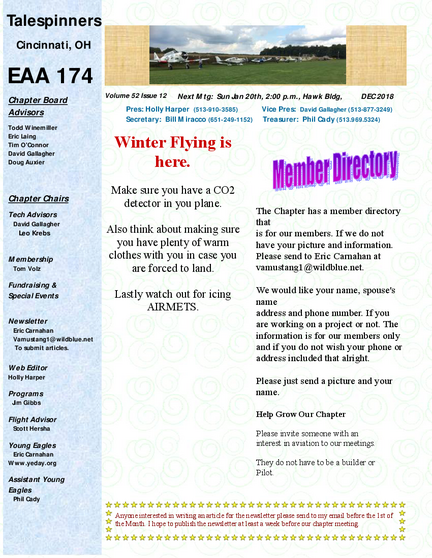 Talespinners
Cincinnati, OH
EAA 174
Chapter Board
Advisors
Todd Winemiller
Eric Laing
Tim O'Connor
David Gallagher
Doug Auxier
Chapter Chairs
Tech Advisors
David Gallagher
Leo Krebs
Membership
Tom Volz
Fundraising &
Special Events
Newsletter
Eric Carnahan
Vamustang1@wildblue.net
To submit articles.
Web Editor
Holly Harper
Programs
Jim Gibbs
Flight Advisor
Scott Hersha
Young Eagles
Eric Carnahan
Www.yeday.org
Assistant Young
Eagles
Phil Cady
Volume 52 Issue 12 Next Mtg: Sun Jan 20th, 2:00 p.m., Hawk Bldg, DEC2018
Pres: Holly Harper (513-910-3585) Vice Pres: David Gallagher (513-877-3249)
Secretary: Bill Miracco (651-249-1152) Treasurer: Phil Cady (513.969.5324)
Winter Flying is
here.
Make sure you have a CO2
detector in you plane.
Also think about making sure
you have plenty of warm
clothes with you in case you
are forced to land.
Lastly watch out for icing
AIRMETS.
Member Directory
The Chapter has a member directory
that
is for our members. If we do not
have your picture and information.
Please send to Eric Carnahan at
vamustang1@wildblue.net.
We would like your name, spouse's
name
address and phone number. If you
are working on a project or not. The
information is for our members only
and if you do not wish your phone or
address included that alright.
Please just send a picture and your
name.
Help Grow Our Chapter
Please invite someone with an
interest in aviation to our meetings.
They do not have to be a builder or
Pilot.
Anyone interested in writing an article for the newsletter please send to my email before the 1st of
the Month. I hope to publish the newsletter at least a week before our chapter meeting